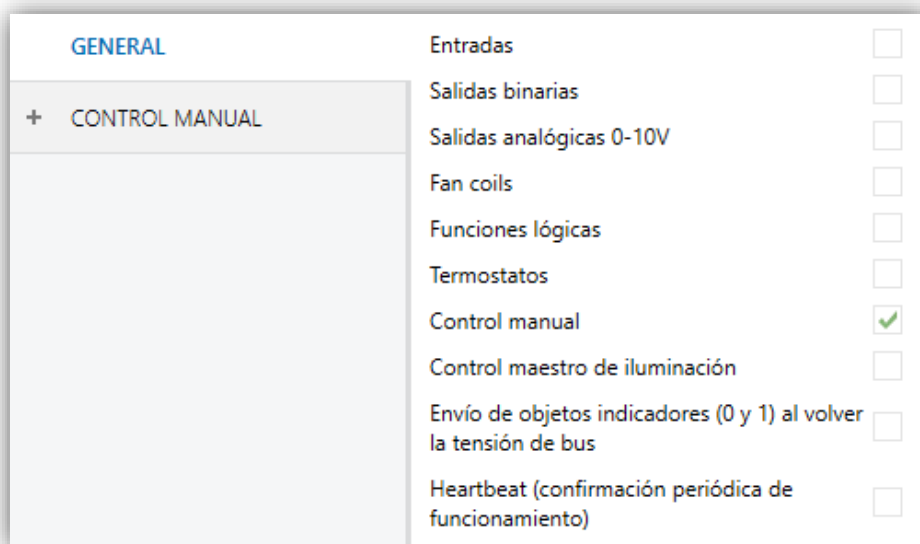 GENERAL
+ CONTROL MANUAL
Entradas
Salidas binarias
Salidas analógicas 0-10V
Fan coils
Funciones lógicas
Termostatos
Control manual
Control maestro de iluminación
Envío de objetos indicadores (0 y 1) al volver
la tensión de bus
Heartbeat (confirmación periódica de
funcionamiento)